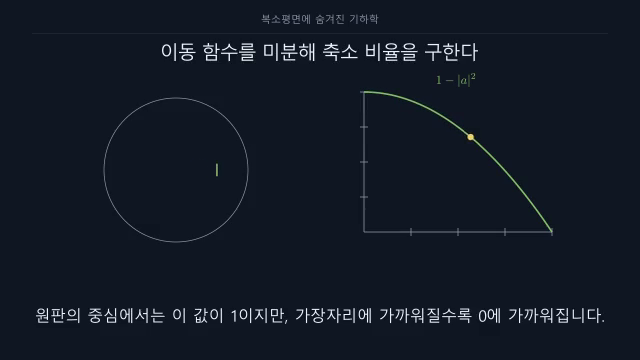 복소평면에 숨겨진 기하학
이동 함수를 미분해 축소 비율을 구한다
1 − |a|²
원판의 중심에서는 이 값이 1이지만, 가장자리에 가까워질수록 0에 가까워집니다.